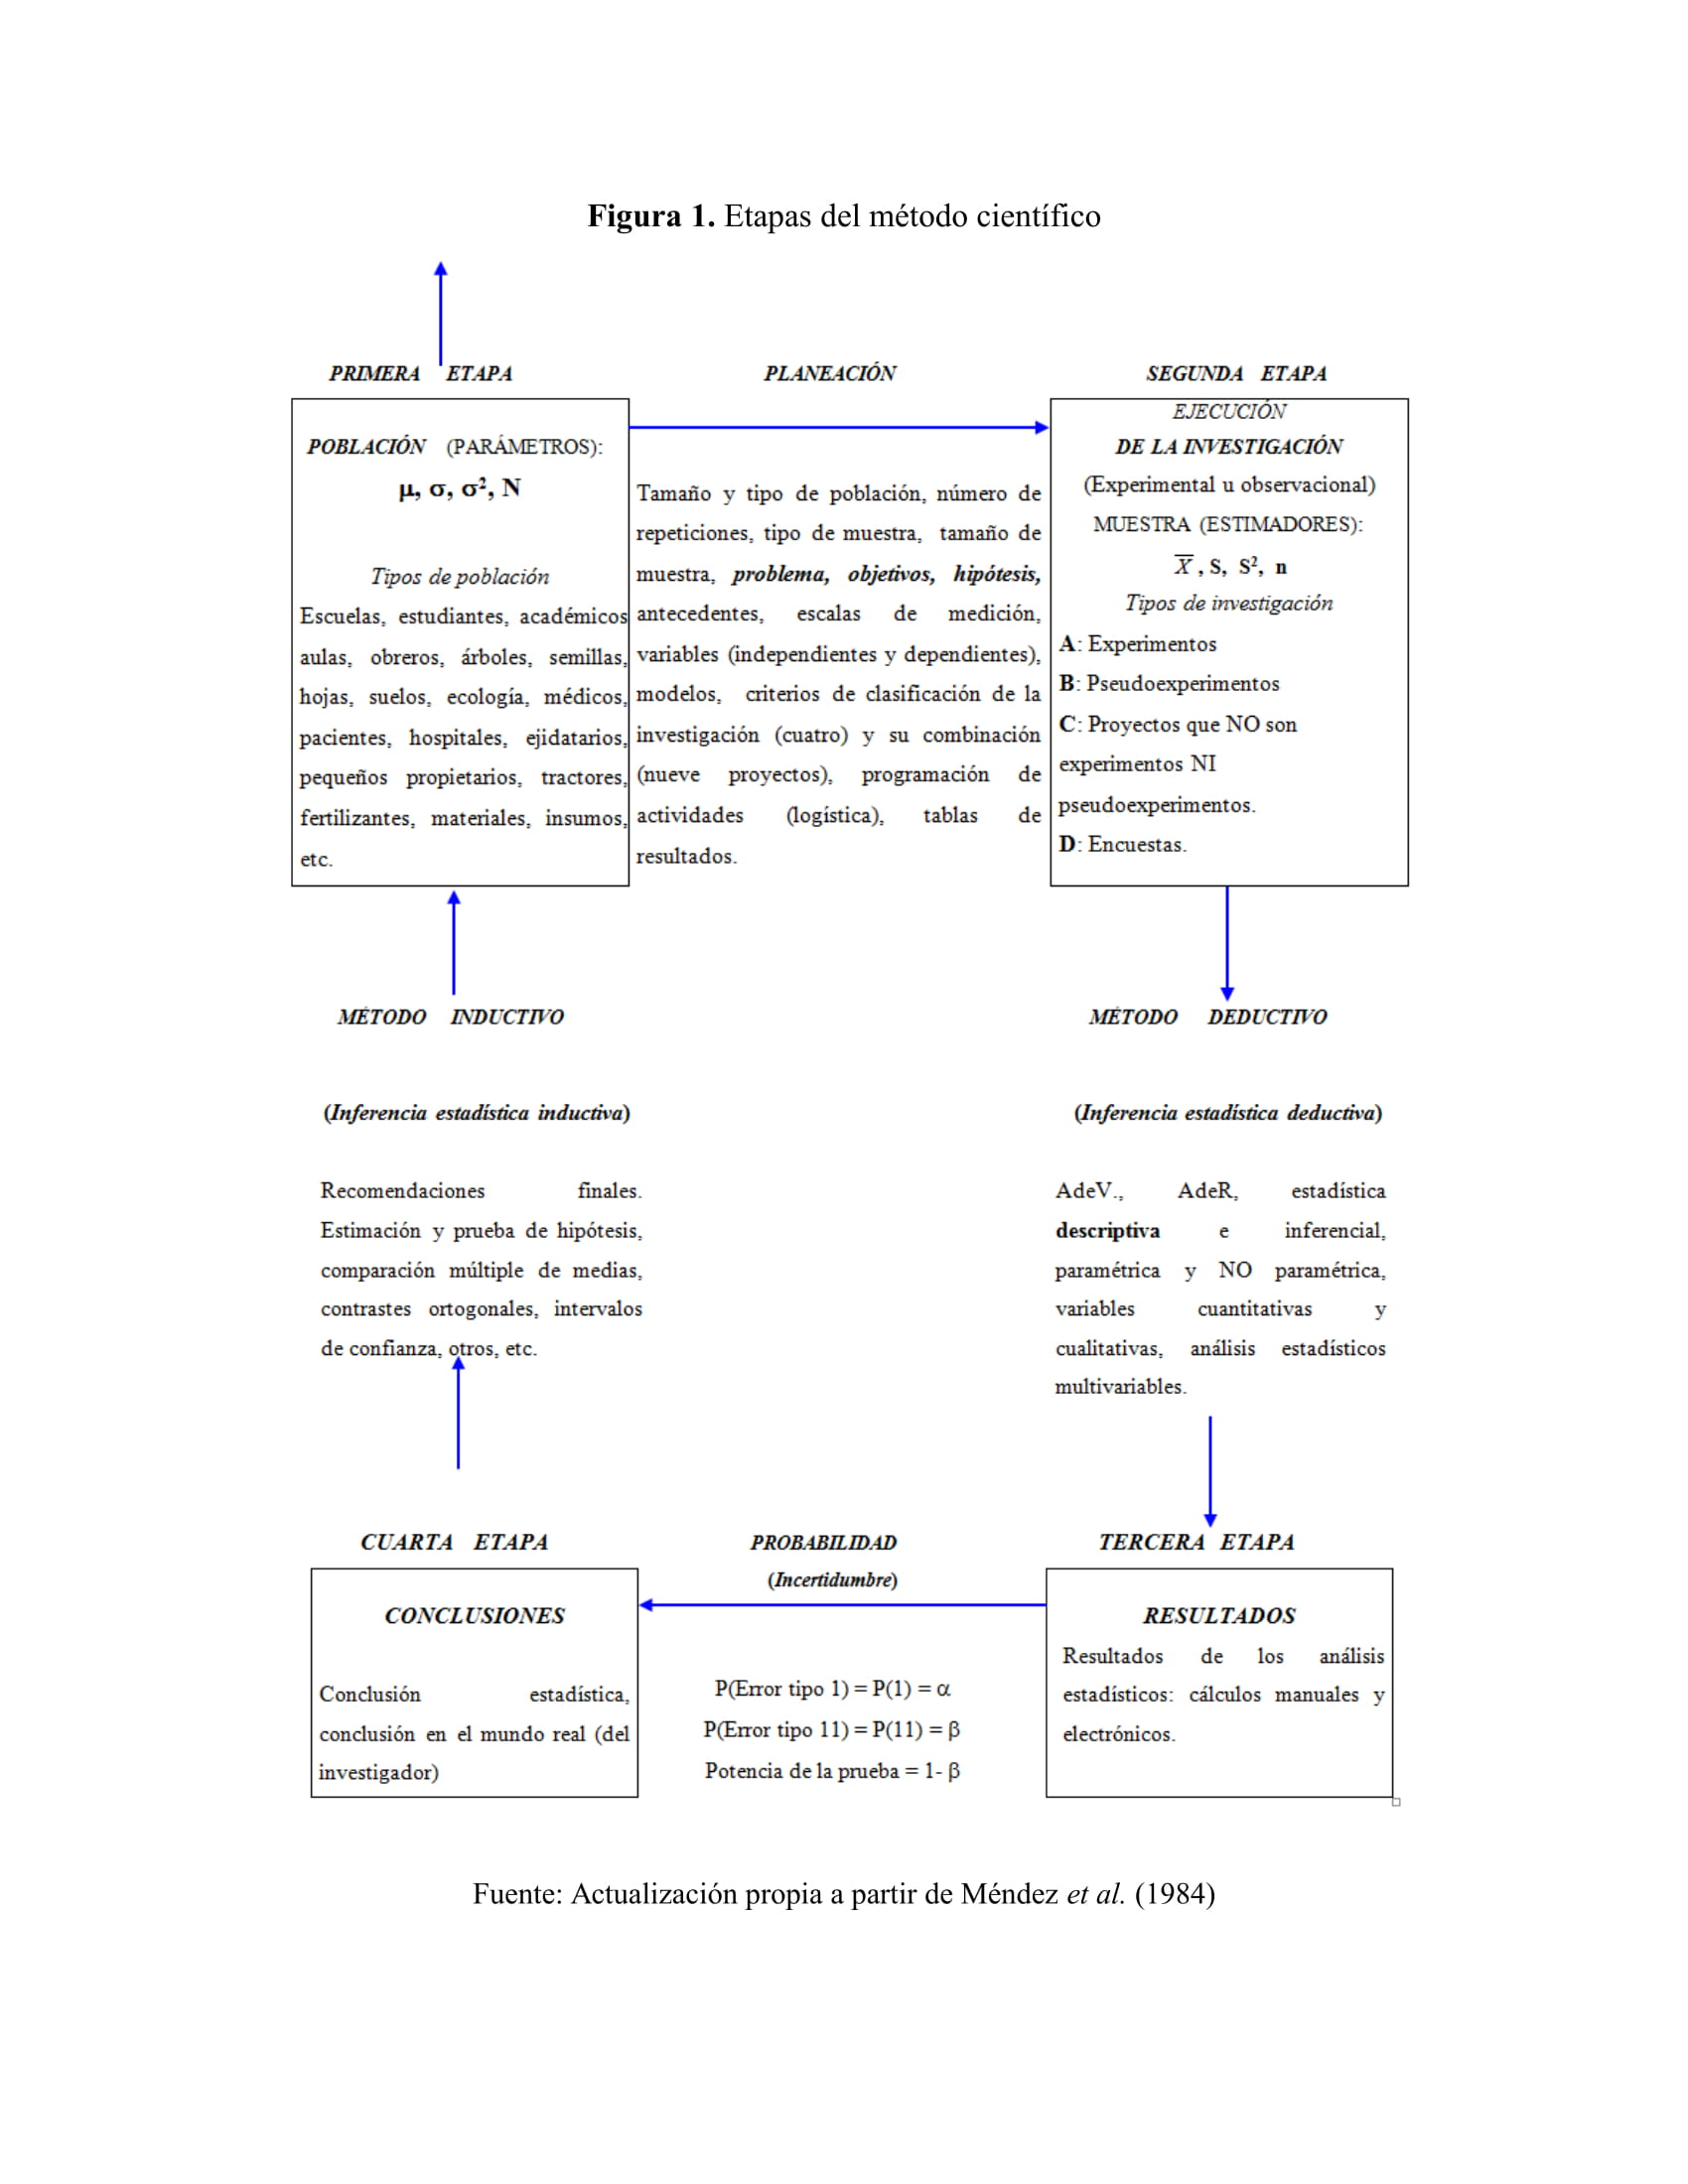 Figura 1. Etapas del método científico
PRIMERA ETAPA
POBLACIÓN (PARÁMETROS):
μ, σ, σ², N
Tipos de población
Escuelas, estudiantes, académicos
aulas, obreros, árboles, semillas,
hojas, suelos, ecología, médicos,
pacientes, hospitales, ejidatarios,
pequeños propietarios, tractores,
fertilizantes, materiales, insumos,
etc.
PLANEACIÓN
Tamaño y tipo de población, número de
repeticiones, tipo de muestra, tamaño de
muestra, problema, objetivos, hipótesis,
antecedentes, escalas de medición,
variables (independientes y dependientes),
modelos, criterios de clasificación de la
investigación (cuatro) y su combinación
(nueve proyectos), programación de
actividades (logística), tablas de
resultados.
SEGUNDA ETAPA
EJECUCIÓN
DE LA INVESTIGACIÓN
(Experimental u observacional)
MUESTRA (ESTIMADORES):
X̅ , S, S², n
Tipos de investigación
A: Experimentos
B: Pseudoexperimentos
C: Proyectos que NO son
experimentos NI
pseudoexperimentos.
D: Encuestas.
MÉTODO INDUCTIVO
(Inferencia estadística inductiva)
Recomendaciones finales.
Estimación y prueba de hipótesis,
comparación múltiple de medias,
contrastes ortogonales, intervalos
de confianza, otros, etc.
MÉTODO DEDUCTIVO
(Inferencia estadística deductiva)
AdeV., AdeR, estadística
descriptiva e inferencial,
paramétrica y NO paramétrica,
variables cuantitativas y
cualitativas, análisis estadísticos
multivariables.
CUARTA ETAPA
CONCLUSIONES
Conclusión estadística,
conclusión en el mundo real (del
investigador)
PROBABILIDAD
(Incertidumbre)
P(Error tipo 1) = P(1) = α
P(Error tipo 11) = P(11) = β
Potencia de la prueba = 1- β
TERCERA ETAPA
RESULTADOS
Resultados de los análisis
estadísticos: cálculos manuales y
electrónicos.
Fuente: Actualización propia a partir de Méndez et al. (1984)